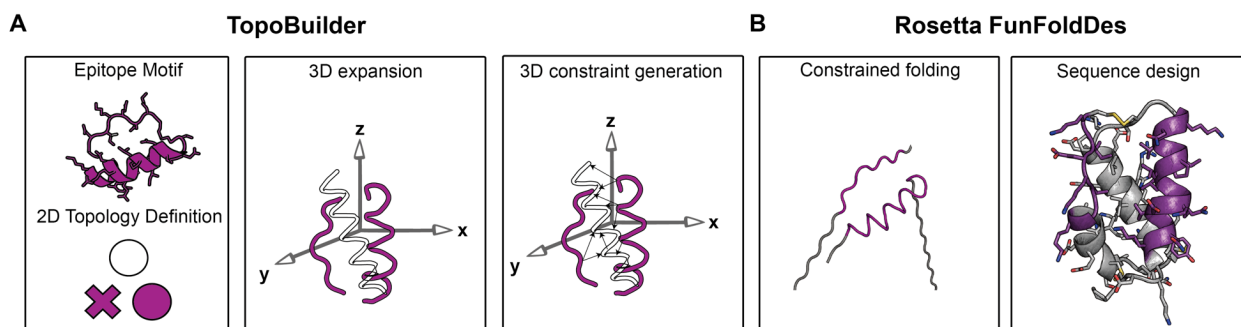 A
TopoBuilder
Epitope Motif
2D Topology Definition
3D expansion
z
x
y
3D constraint generation
z
x
y
B
Rosetta FunFoldDes
Constrained folding
Sequence design